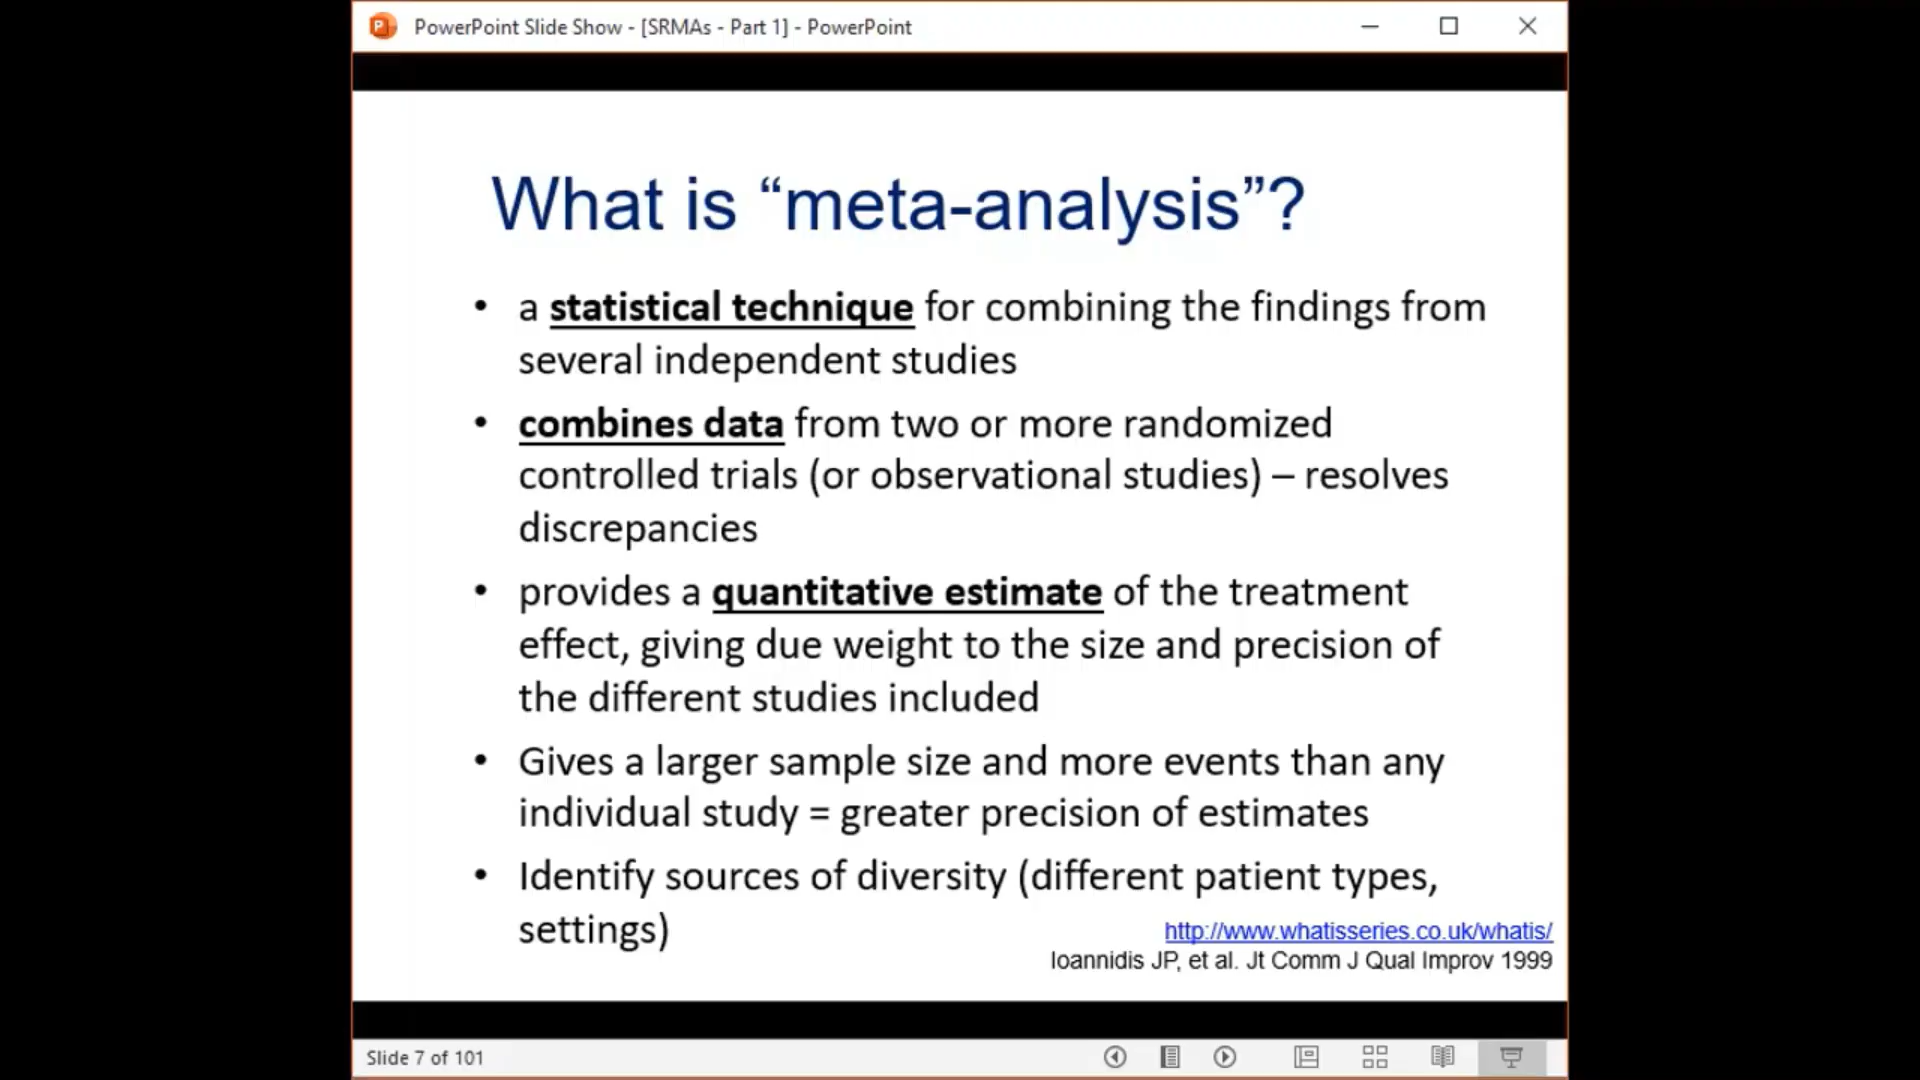 PowerPoint Slide Show - [SRMAs - Part 1] - PowerPoint
What is “meta-analysis”?
• a statistical technique for combining the findings from
several independent studies
• combines data from two or more randomized
controlled trials (or observational studies) – resolves
discrepancies
• provides a quantitative estimate of the treatment
effect, giving due weight to the size and precision of
the different studies included
• Gives a larger sample size and more events than any
individual study = greater precision of estimates
• Identify sources of diversity (different patient types,
settings)
http://www.whatisseries.co.uk/whatis/
Ioannidis JP, et al. Jt Comm J Qual Improv 1999
Slide 7 of 101